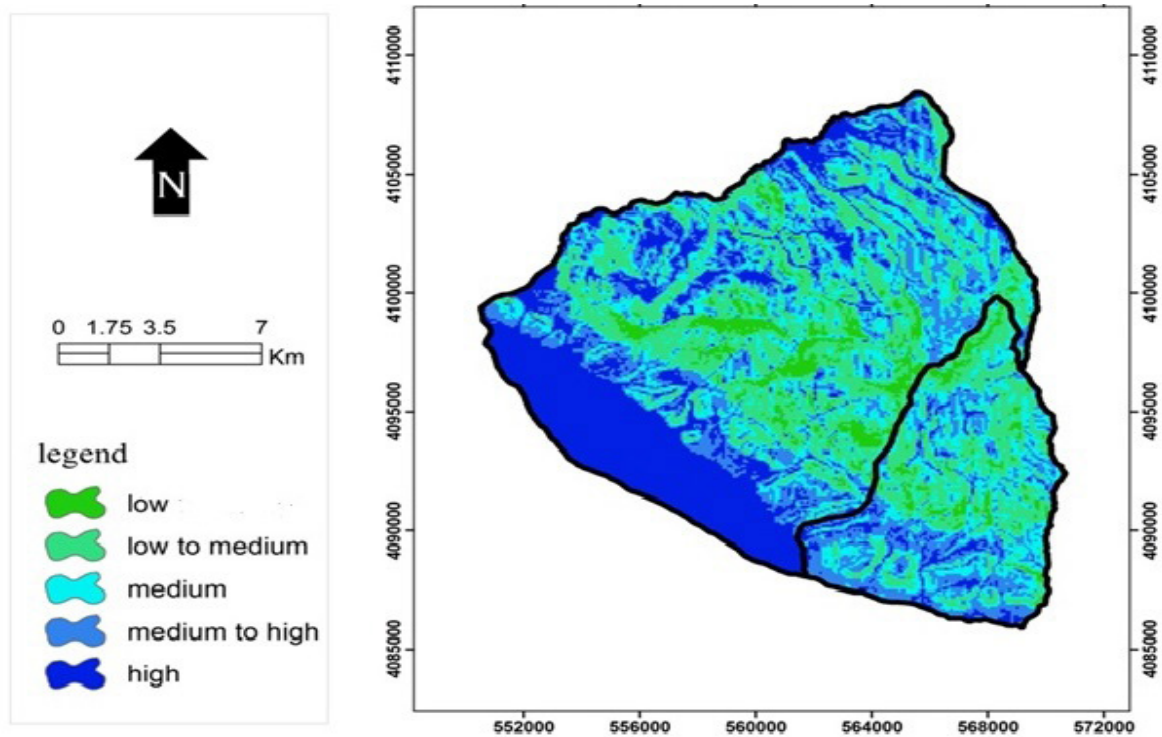 N
0 1.75 3.5 7
Km
legend
low
low to medium
medium
medium to high
high
4110000
4105000
4100000
4095000
4090000
4085000
4110000
4105000
4100000
4095000
4090000
4085000
552000 556000 560000 564000 568000 572000